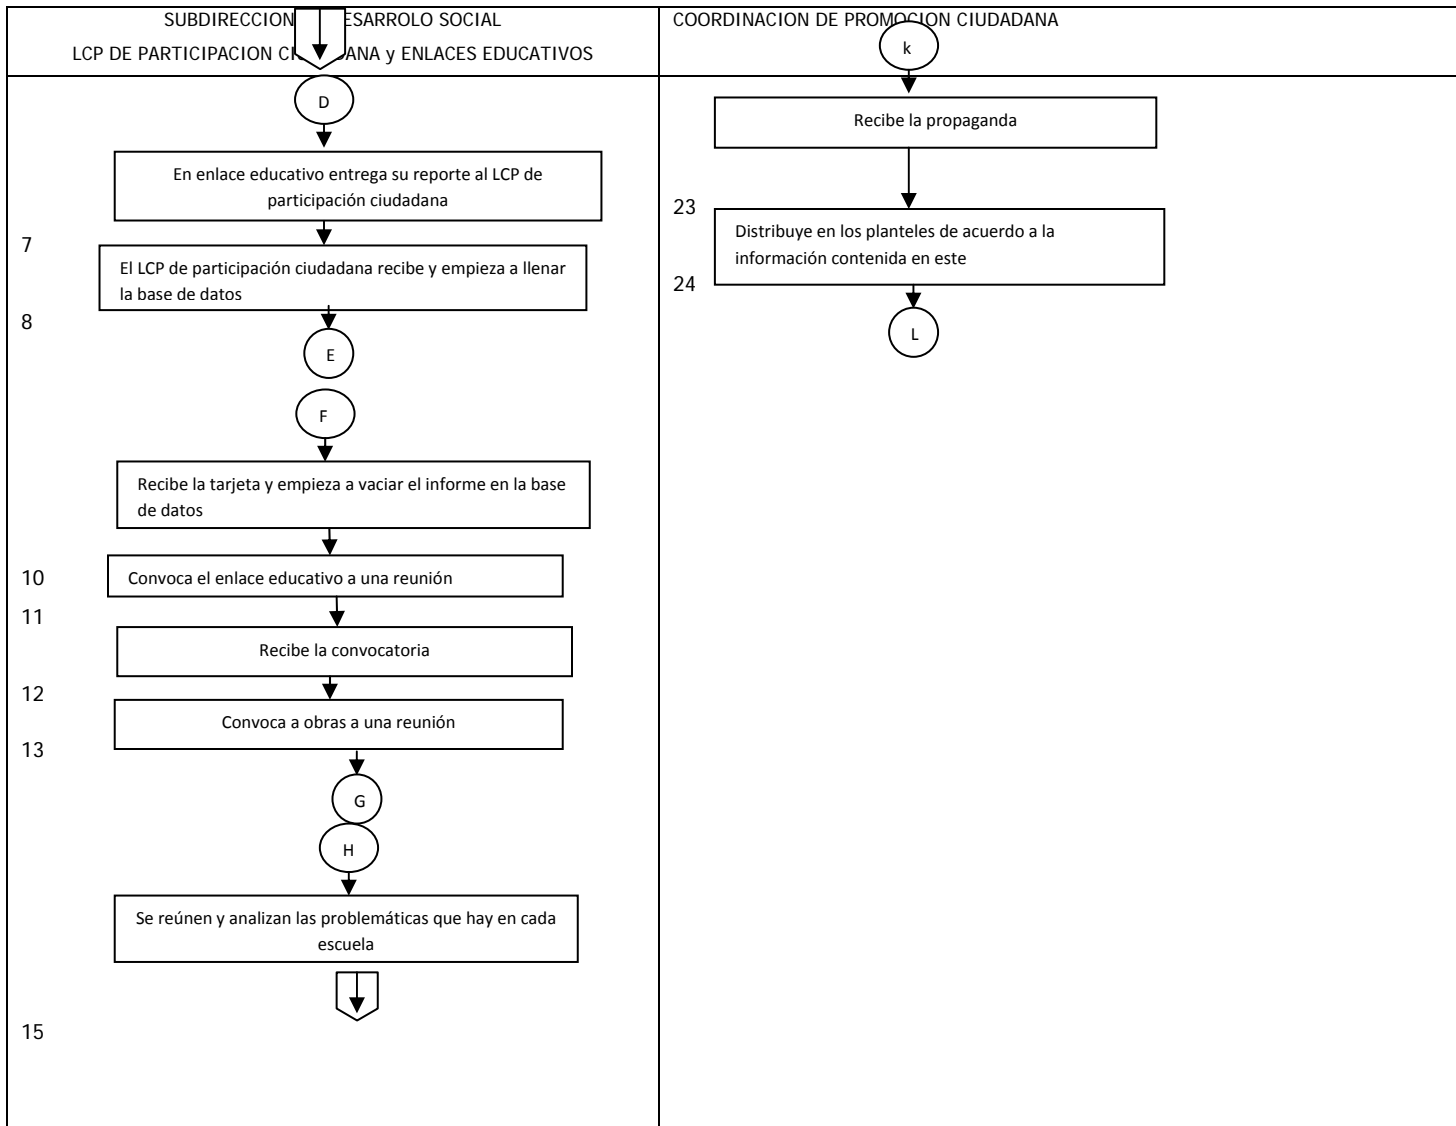 SUBDIRECCION ESARROLO SOCIAL
LCP DE PARTICIPACION CI DANA y ENLACES EDUCATIVOS
D
En enlace educativo entrega su reporte al LCP de
participación ciudadana
7
El LCP de participación ciudadana recibe y empieza a llenar
la base de datos
8
E
F
Recibe la tarjeta y empieza a vaciar el informe en la base
de datos
10
Convoca el enlace educativo a una reunión
11
Recibe la convocatoria
12
Convoca a obras a una reunión
13
G
H
Se reúnen y analizan las problemáticas que hay en cada
escuela
15
COORDINACION DE PROMOCION CIUDADANA
k
Recibe la propaganda
23
Distribuye en los planteles de acuerdo a la
información contenida en este
24
L